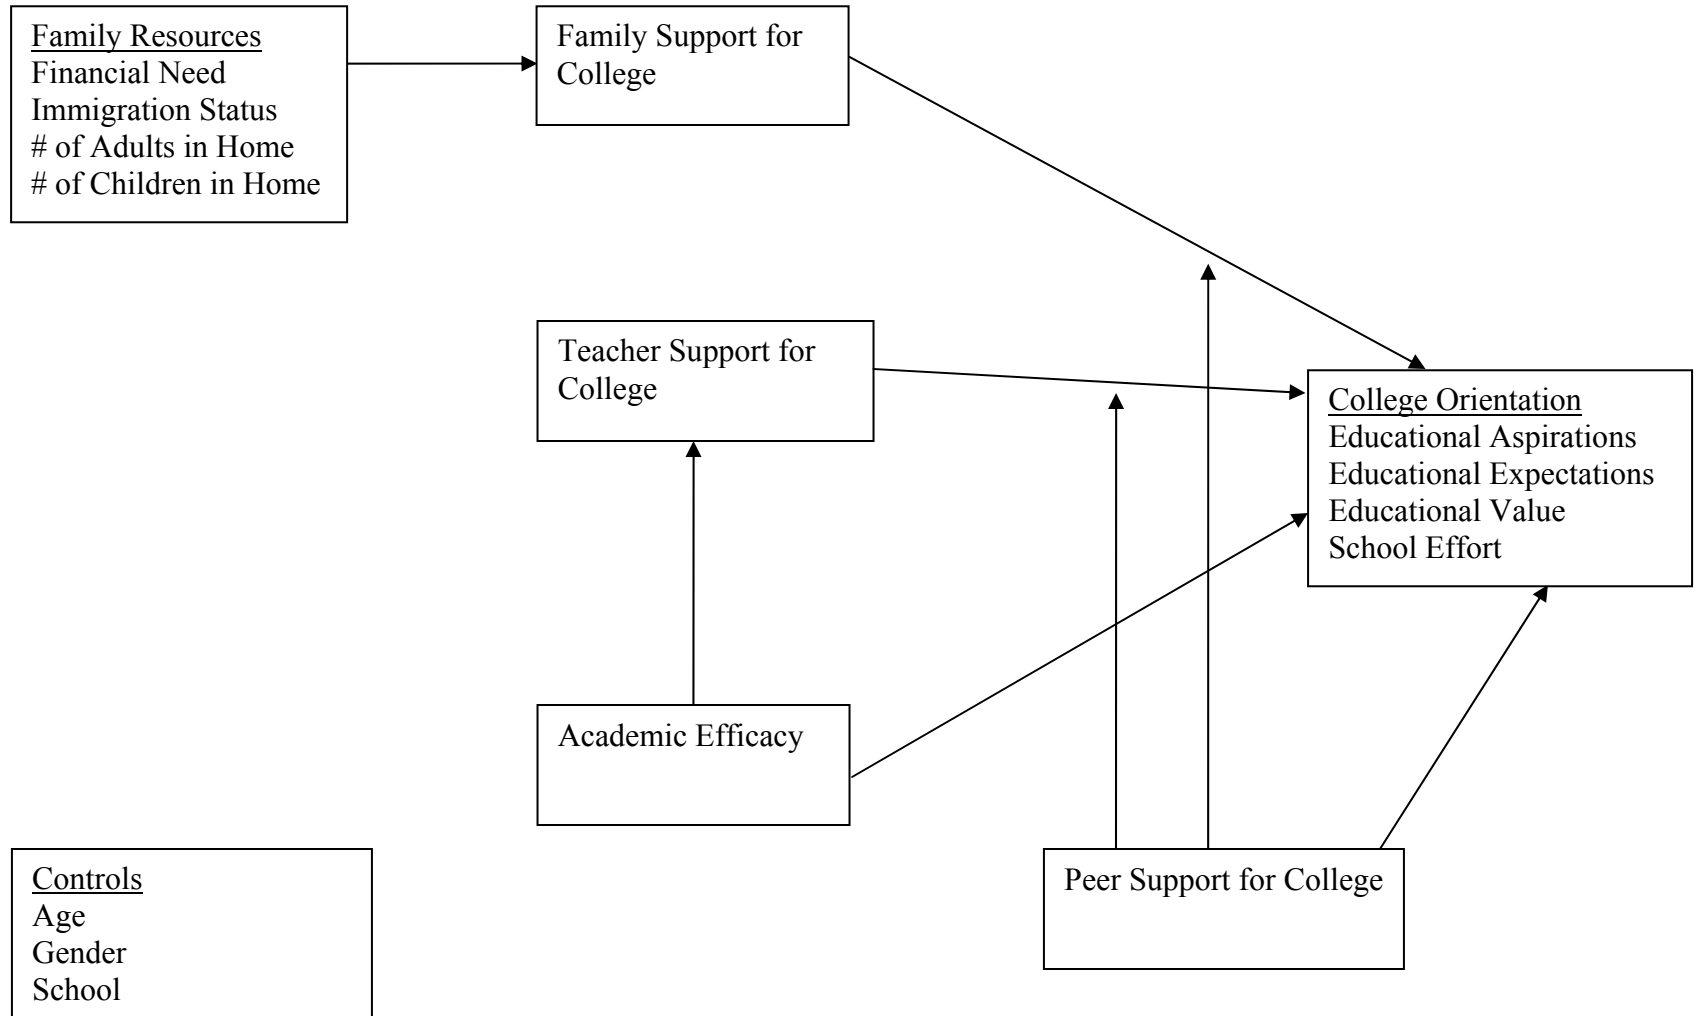 Family Resources
Financial Need
Immigration Status
# of Adults in Home
# of Children in Home
Family Support for
College
Teacher Support for
College
College Orientation
Educational Aspirations
Educational Expectations
Educational Value
School Effort
Academic Efficacy
Peer Support for College
Controls
Age
Gender
School